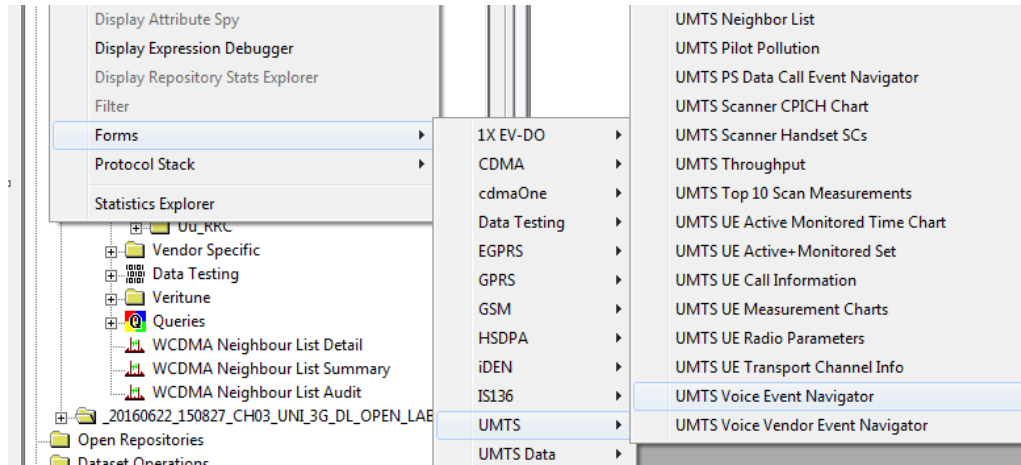 Display Attribute Spy
Display Expression Debugger
Display Repository Stats Explorer
Filter
Forms
Protocol Stack
Statistics Explorer
Uu_RRC
Vendor Specific
Data Testing
Veritune
Queries
WCDMA Neighbour List Detail
WCDMA Neighbour List Summary
WCDMA Neighbour List Audit
_20160622_150827_CH03_UNI_3G_DL_OPEN_LAB
Open Repositories
Dataset Operations
1X EV-DO
CDMA
cdmaOne
Data Testing
EGPRS
GPRS
GSM
HSDPA
iDEN
IS136
UMTS
UMTS Data
UMTS Neighbor List
UMTS Pilot Pollution
UMTS PS Data Call Event Navigator
UMTS Scanner CPICH Chart
UMTS Scanner Handset SCs
UMTS Throughput
UMTS Top 10 Scan Measurements
UMTS UE Active Monitored Time Chart
UMTS UE Active+Monitored Set
UMTS UE Call Information
UMTS UE Measurement Charts
UMTS UE Radio Parameters
UMTS UE Transport Channel Info
UMTS Voice Event Navigator
UMTS Voice Vendor Event Navigator